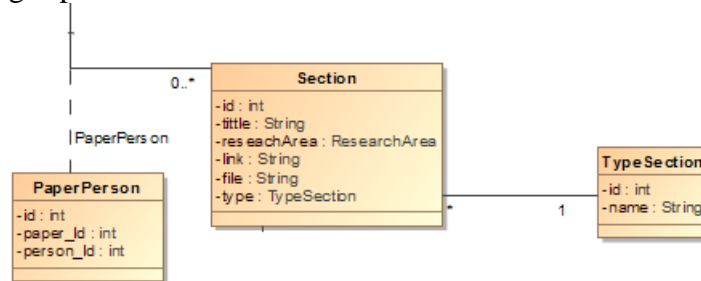 0..*
Section
-id : int
-tittle : String
-reseachArea : ResearchArea
-link : String
-file : String
-type : TypeSection
PaperPerson
PaperPerson
-id : int
-paper_Id : int
-person_Id : int
*
1
TypeSection
-id : int
-name : String